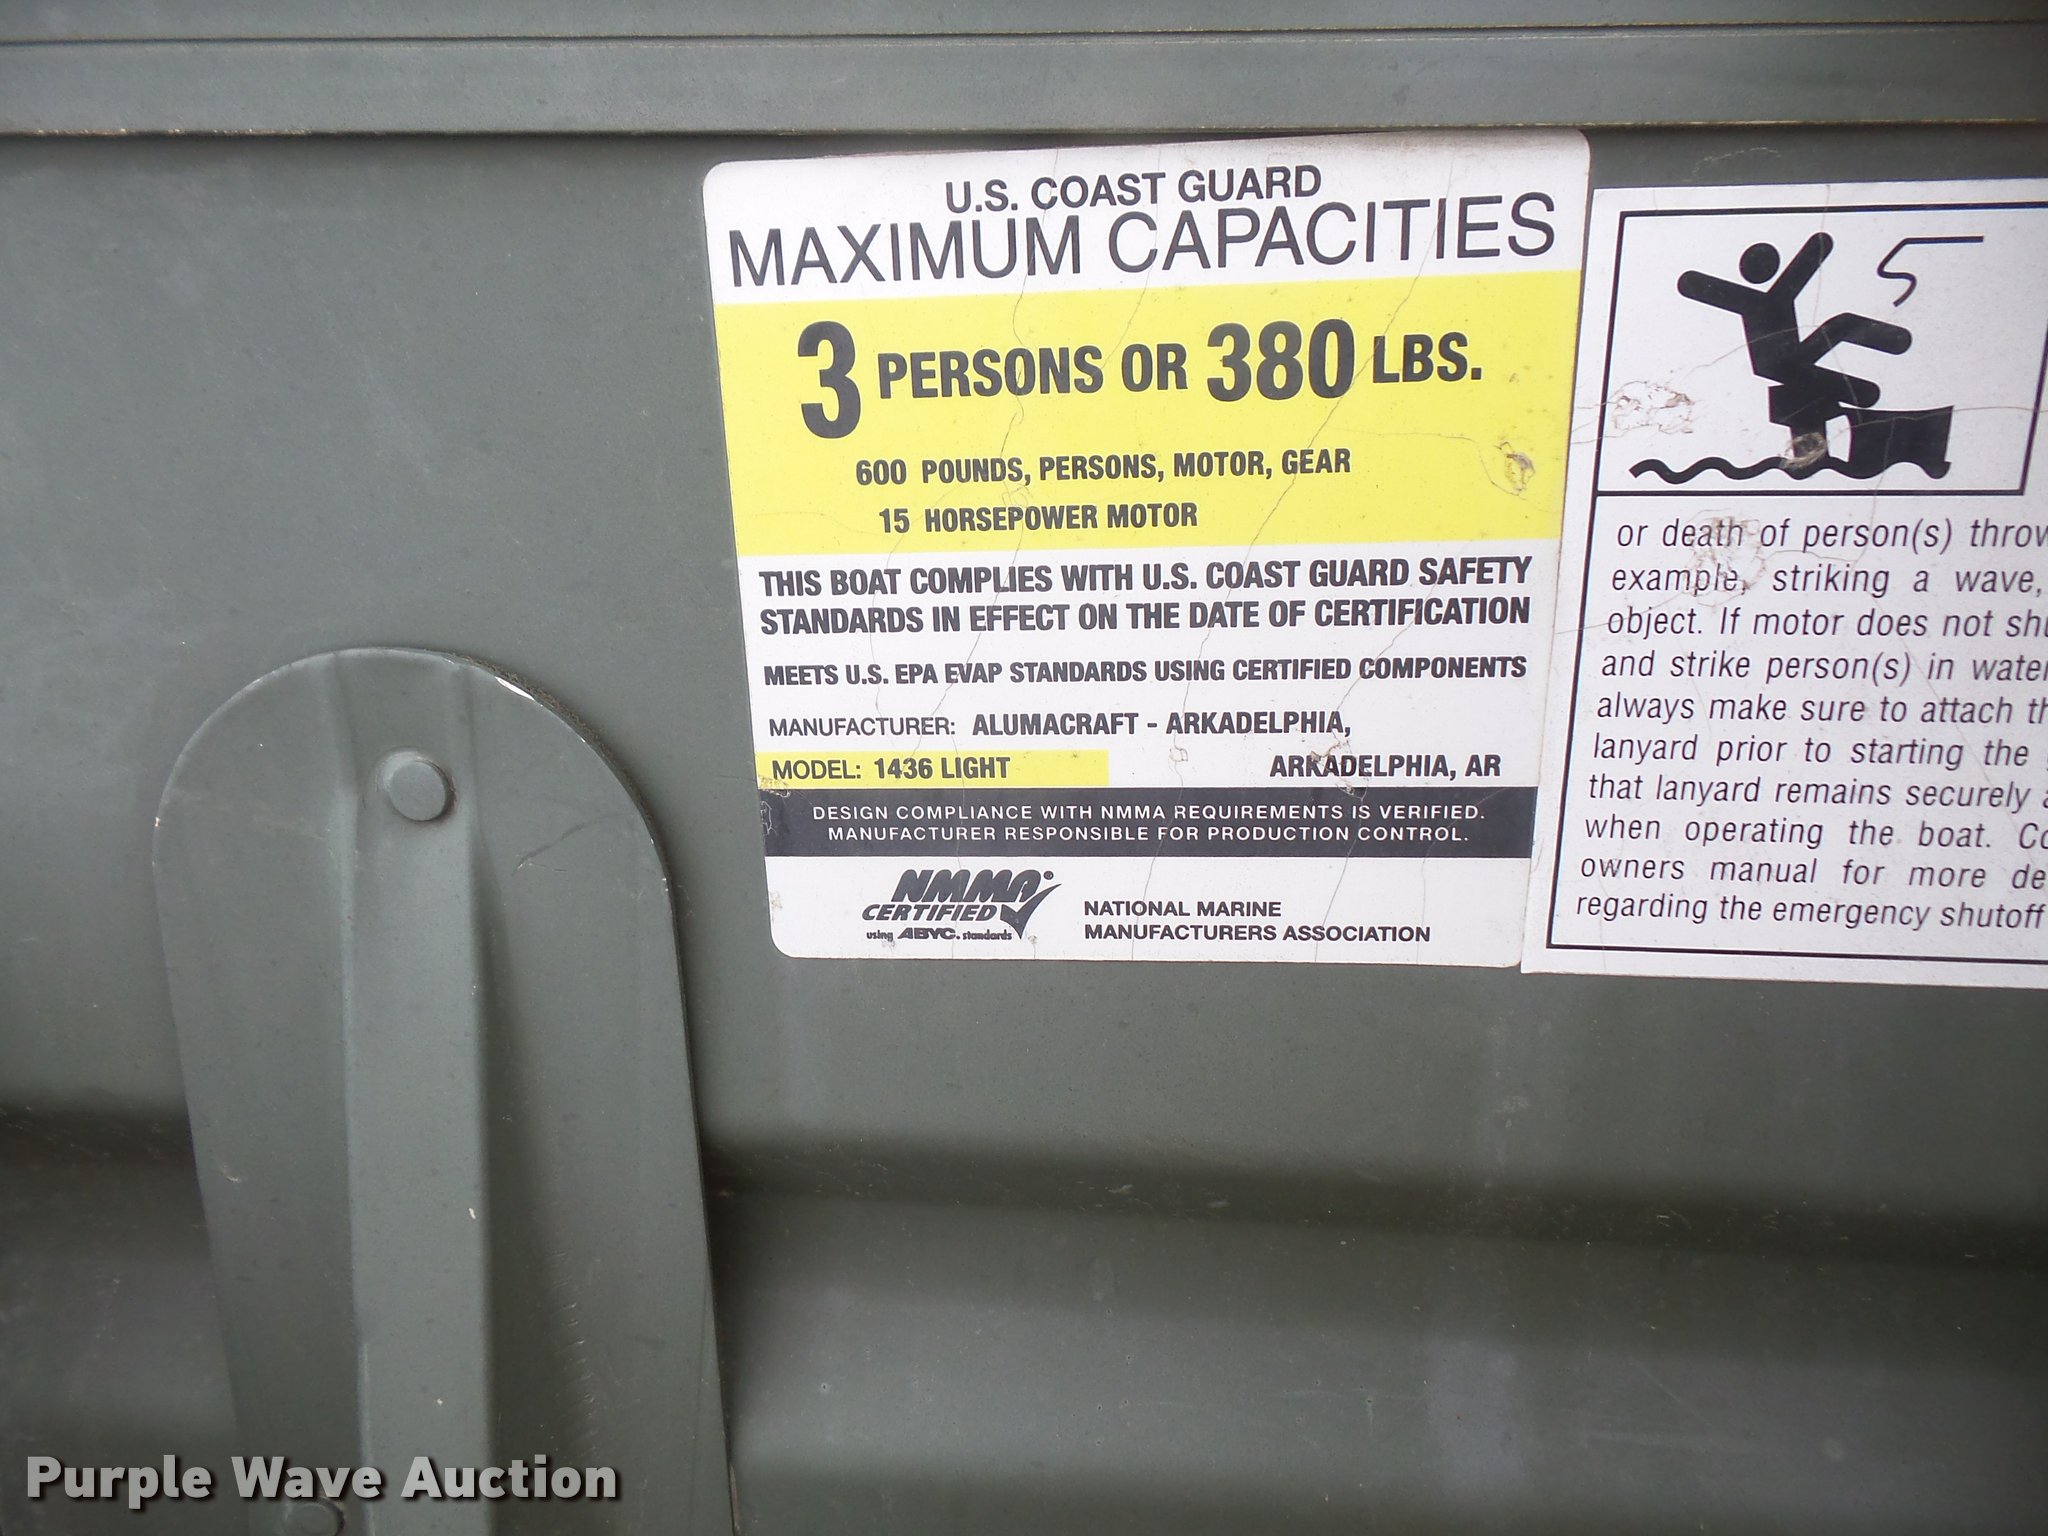 U.S. COAST GUARD
MAXIMUM CAPACITIES
3 PERSONS OR 380 LBS.
600 POUNDS, PERSONS, MOTOR, GEAR
15 HORSEPOWER MOTOR
THIS BOAT COMPLIES WITH U.S. COAST GUARD SAFETY
STANDARDS IN EFFECT ON THE DATE OF CERTIFICATION
MEETS U.S. EPA EVAP STANDARDS USING CERTIFIED COMPONENTS
MANUFACTURER: ALUMACRAFT - ARKADELPHIA,
MODEL: 1436 LIGHT ARKADELPHIA, AR
DESIGN COMPLIANCE WITH NMMA REQUIREMENTS IS VERIFIED.
MANUFACTURER RESPONSIBLE FOR PRODUCTION CONTROL.
NMMA
CERTIFIED
using ABYC. standards
NATIONAL MARINE
MANUFACTURERS ASSOCIATION
or death of person(s)
example, striking a wave,
object. If motor does not
and strike person(s) in water
always make sure to attach
lanyard prior to starting the
that lanyard remains securely
when operating the boat.
owners manual for more
regarding the emergency shutoff
Purple Wave Auction